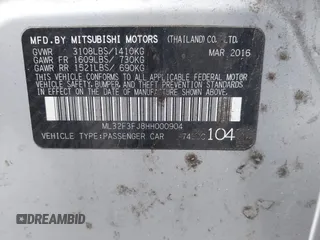 MFD.BY MITSUBISHI MOTORS (THAILAND)CO.,LTD.
GVWR 3108LBS/1410KG MAR 2016
GAWR FR 1609LBS/ 730KG
GAWR RR 1521LBS/ 690KG
THIS VEHICLE CONFORMS TO ALL APPLICABLE
FEDERAL MOTOR VEHICLE SAFETY, BUMPER,
AND THEFT PREVENTION STANDARDS IN EFFECT ON
THE DATE OF MANUFACTURE SHOWN ABOVE.
ML32F3FJ8HH000904
VEHICLE TYPE:PASSENGER CAR 104
DREAMBID